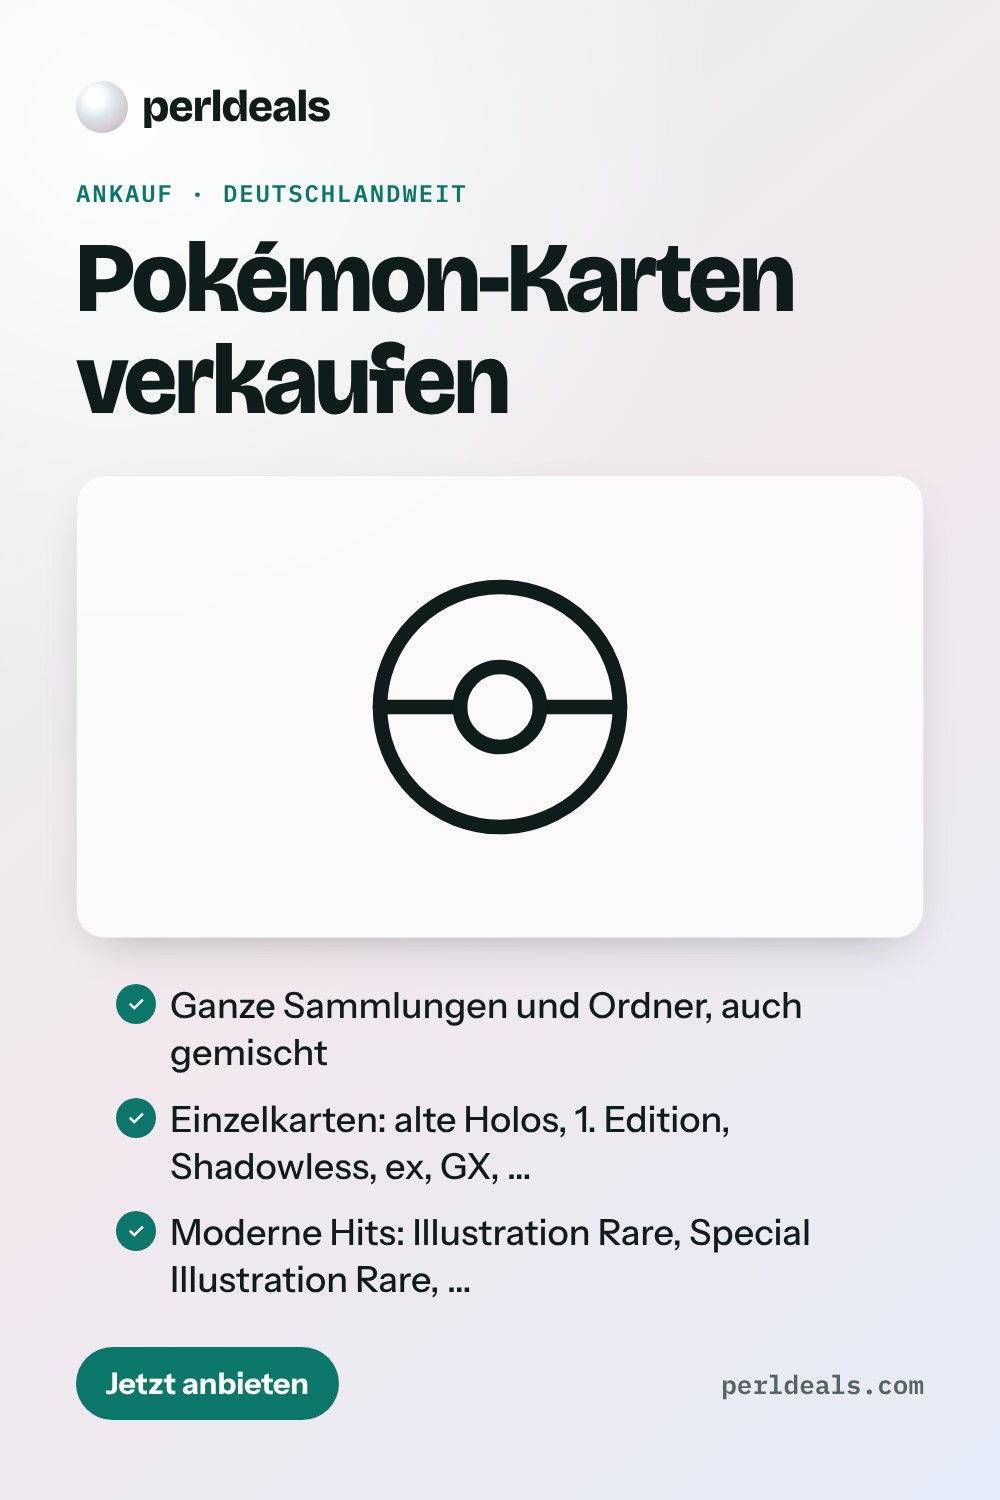 perldeals
ANKAUF · DEUTSCHLANDWEIT
Pokémon-Karten
verkaufen
Ganze Sammlungen und Ordner, auch
gemischt
Einzelkarten: alte Holos, 1. Edition,
Shadowless, ex, GX, ...
Moderne Hits: Illustration Rare, Special
Illustration Rare, ...
Jetzt anbieten
perldeals.com